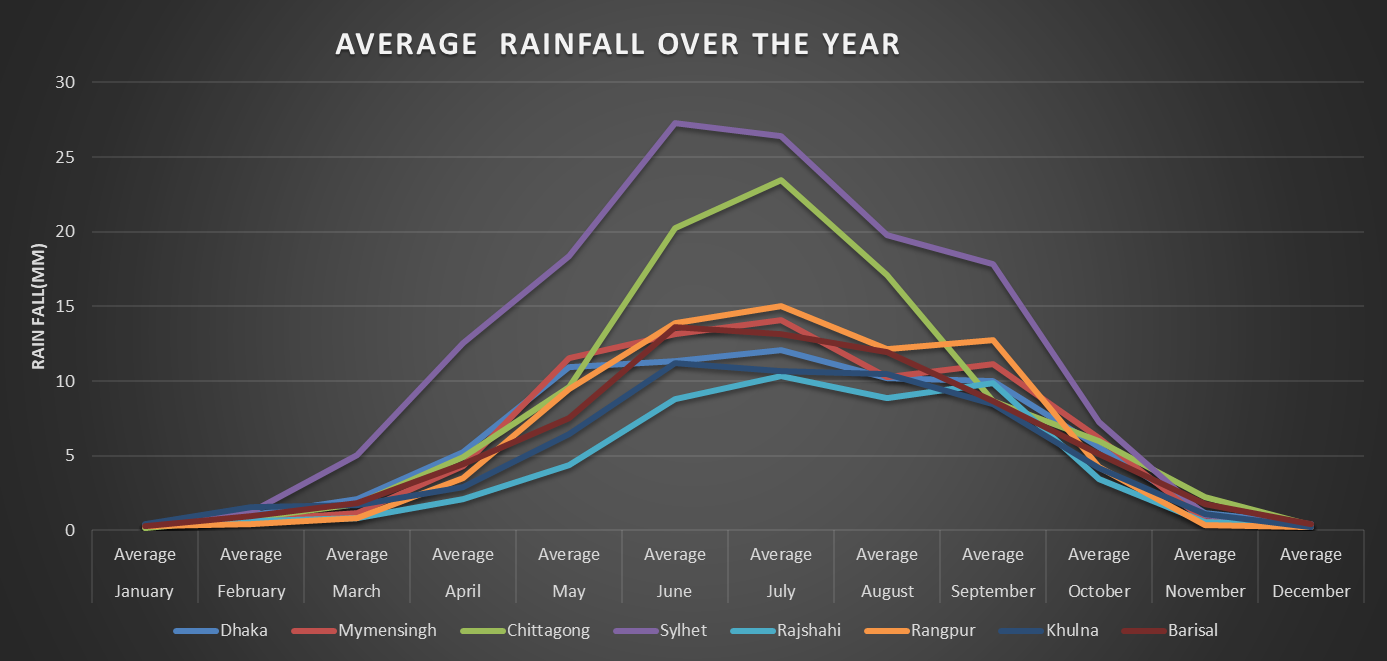 AVERAGE RAINFALL OVER THE YEAR
30
25
20
15
10
5
0
RAIN FALL(MM)
Average Average Average Average Average Average Average Average Average Average Average Average
January February March April May June July August September October November December
Dhaka Mymensingh Chittagong Sylhet Rajshahi Rangpur Khulna Barisal